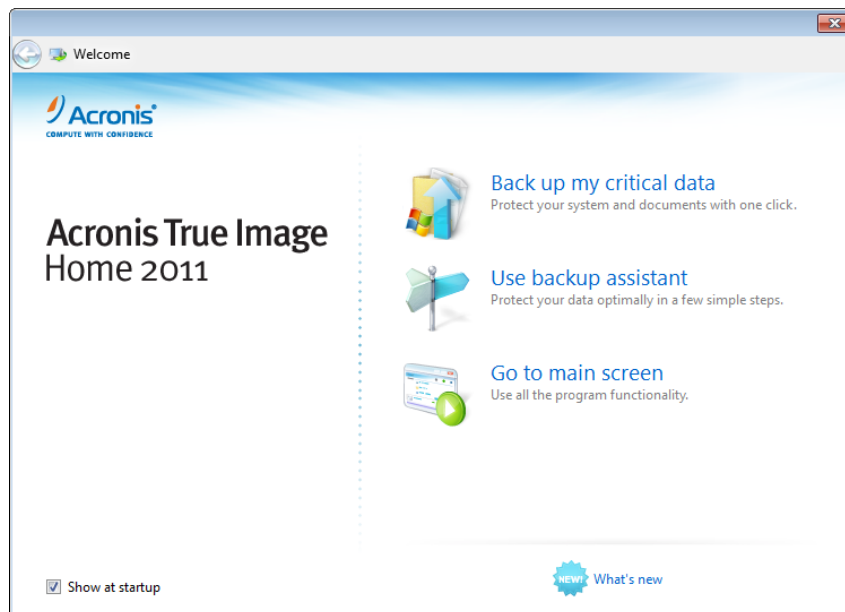 Welcome
Acronis
COMPUTE WITH CONFIDENCE
Acronis True Image
Home 2011
Back up my critical data
Protect your system and documents with one click.
Use backup assistant
Protect your data optimally in a few simple steps.
Go to main screen
Use all the program functionality.
Show at startup
NEW!
What's new